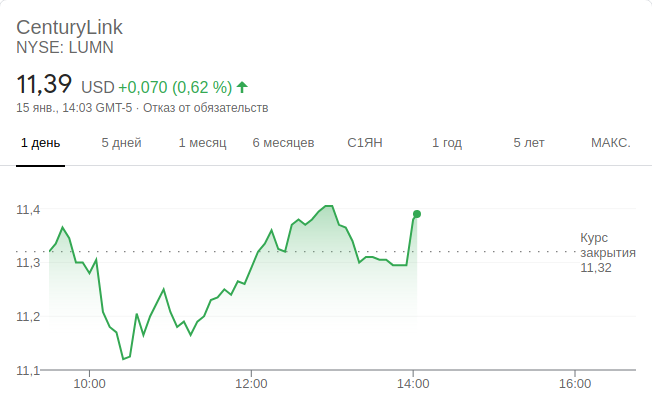 CenturyLink
NYSE: LUMN
11,39 USD +0,070 (0,62 %)
15 янв., 14:03 GMT-5 · Отказ от обязательств
1 день 5 дней 1 месяц 6 месяцев С1ЯН 1 год 5 лет МАКС.
11,4
Курс
закрытия
11,32
11,3
11,2
11,1
10:00 12:00 14:00 16:00